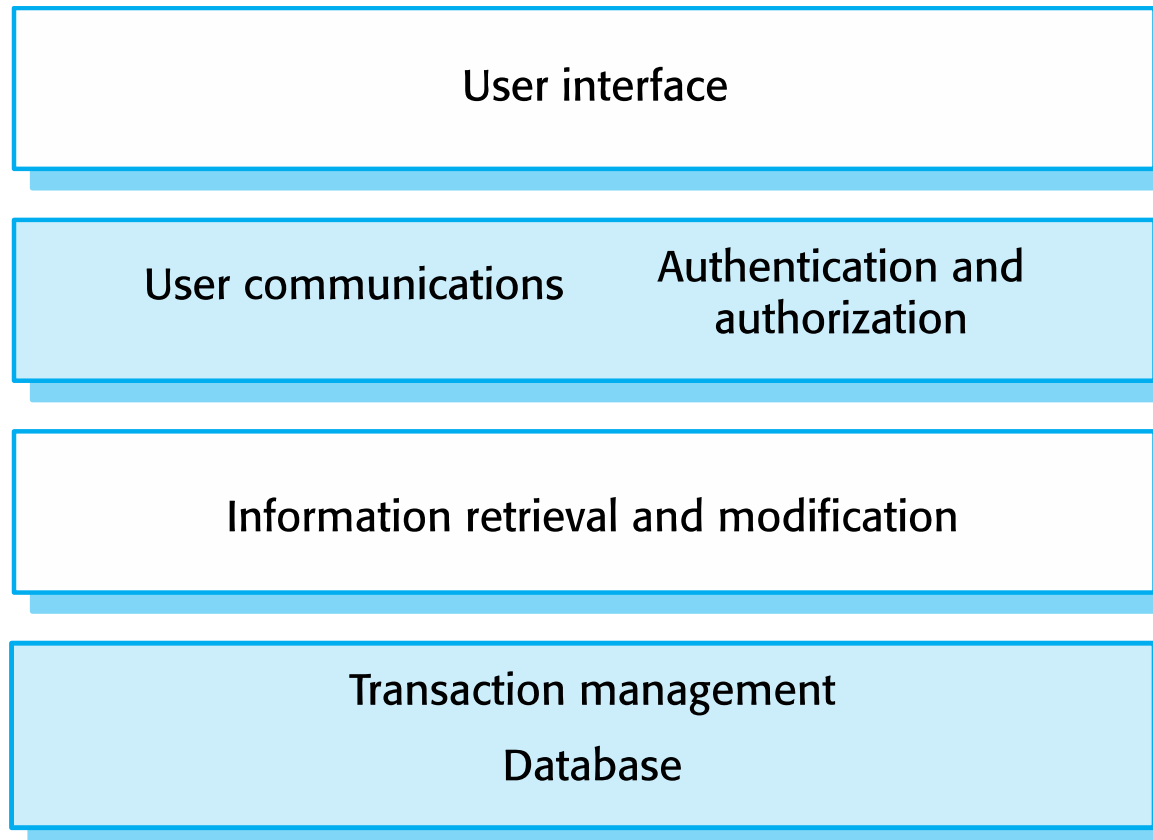 User interface
User communications
Authentication and
authorization
Information retrieval and modification
Transaction management
Database